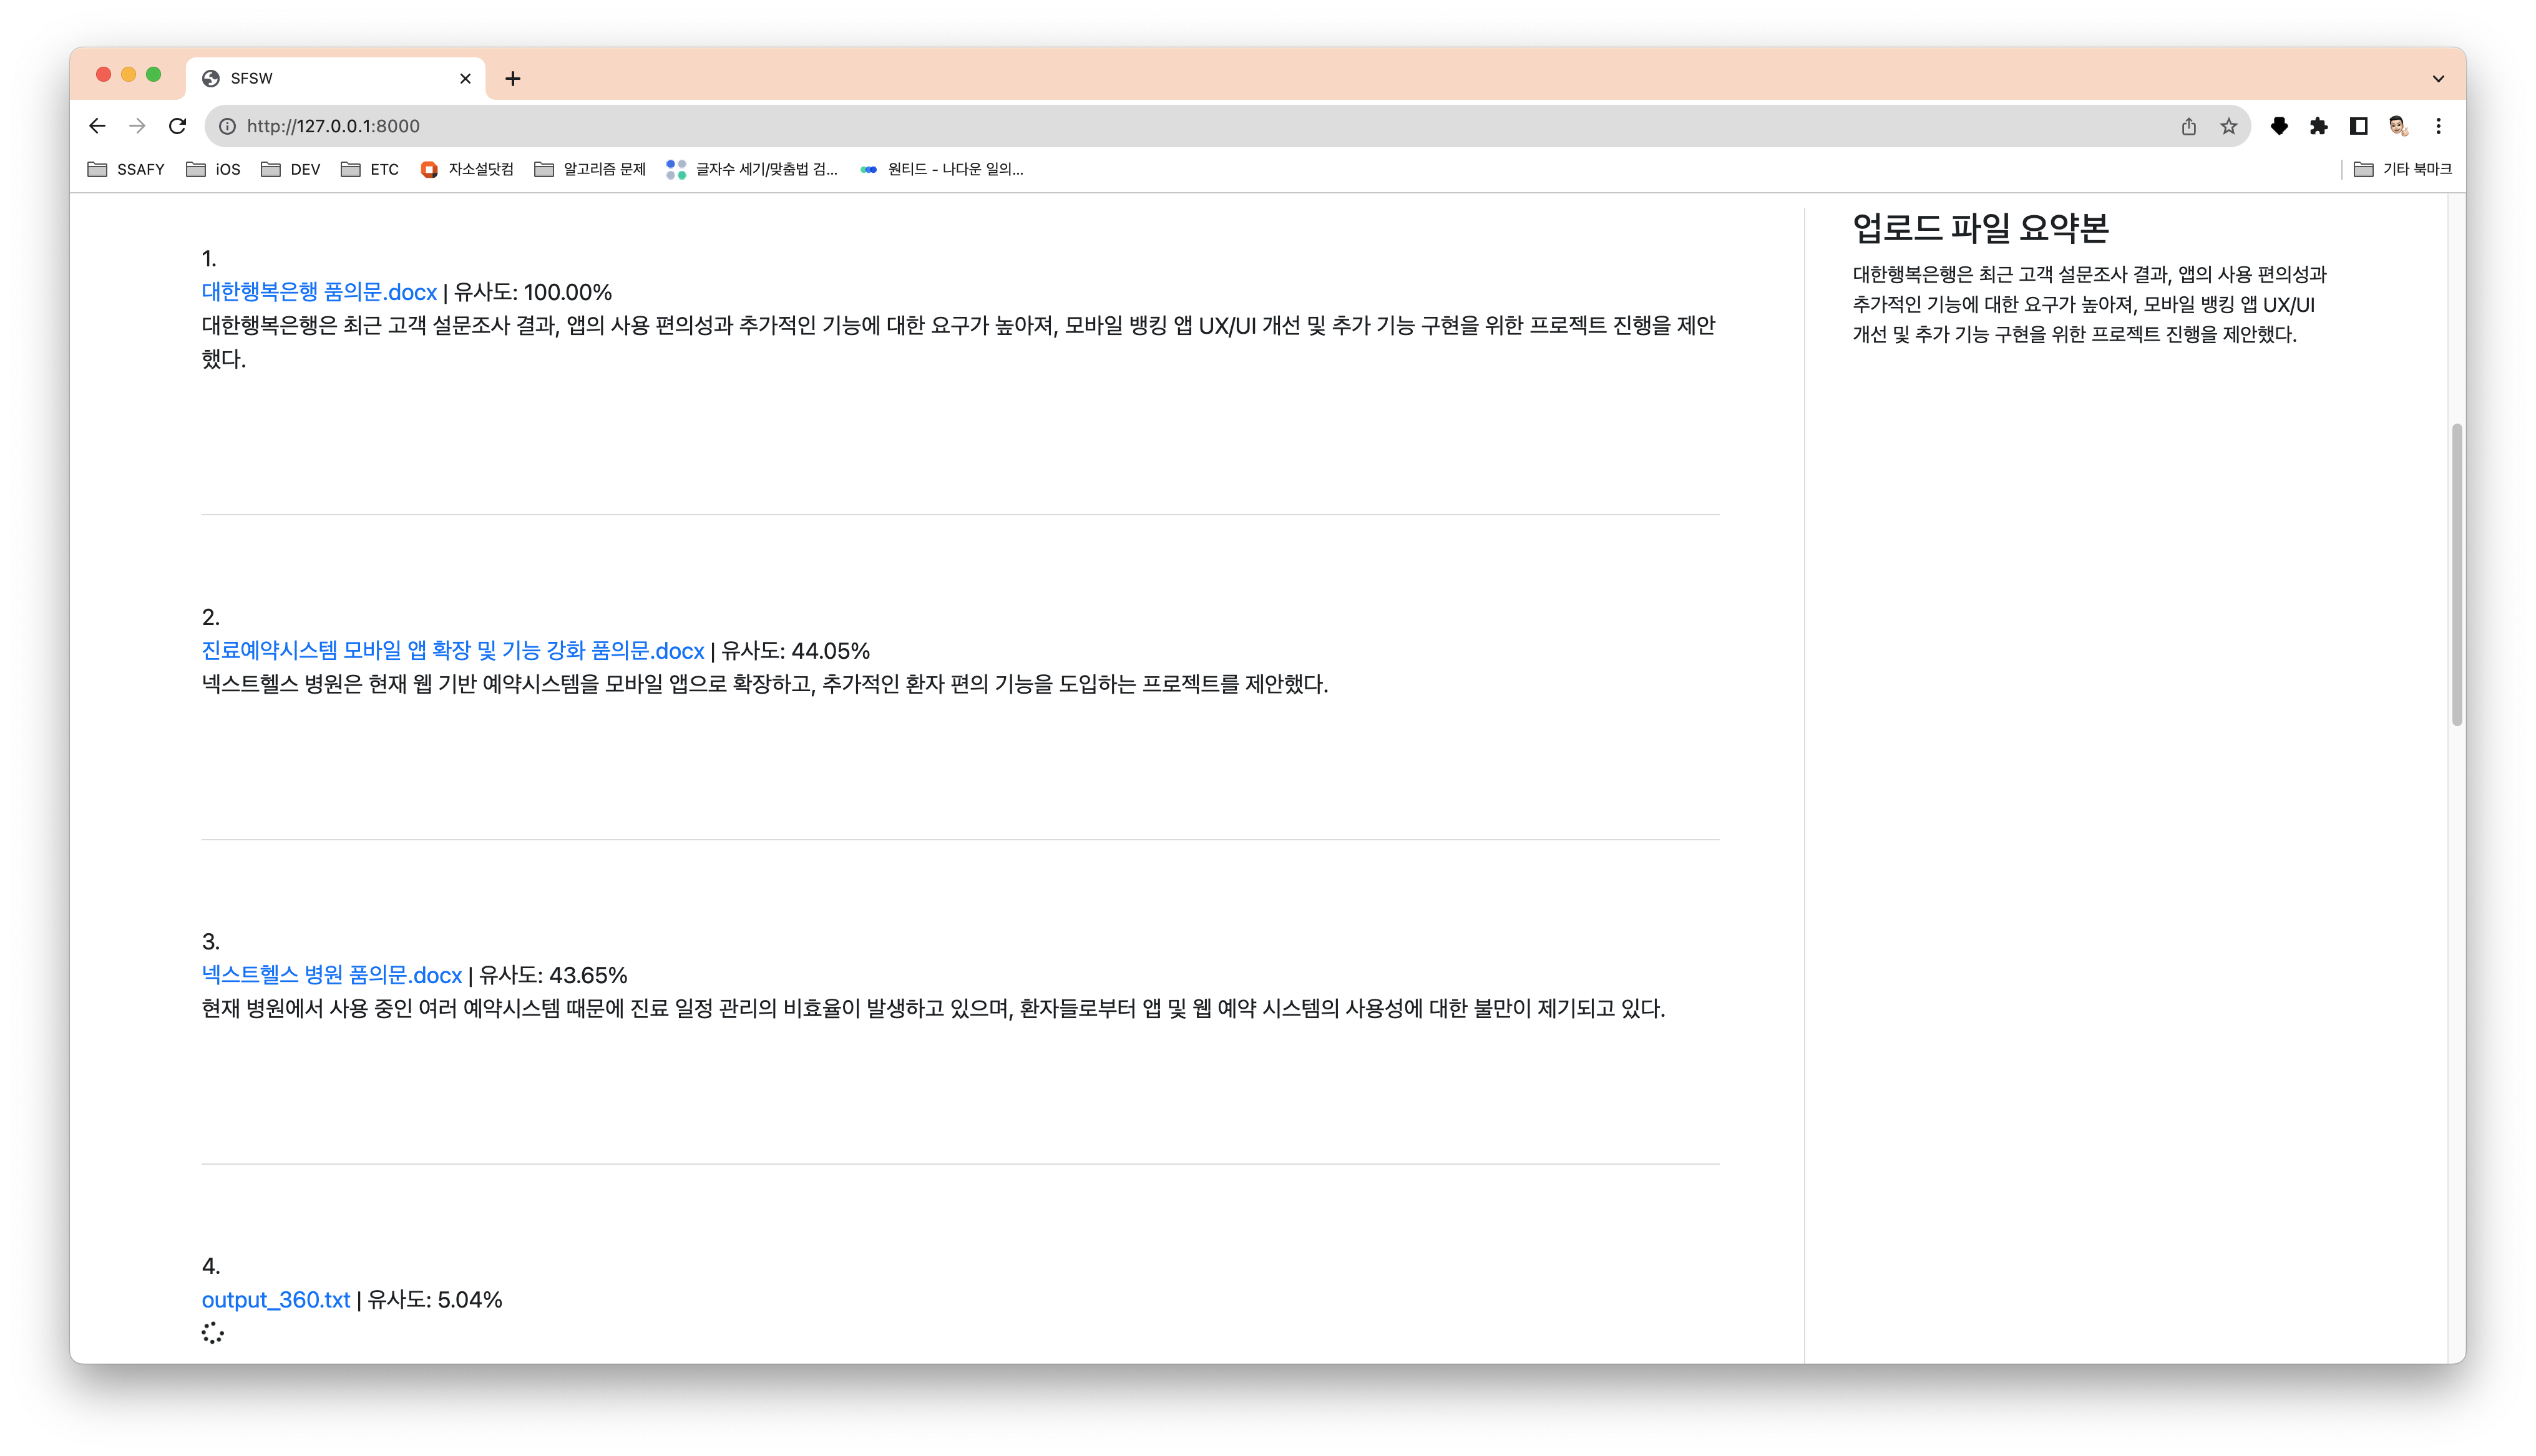 SFSW
http://127.0.0.1:8000
SSAFY
iOS
DEV
ETC
자소설닷컴
알고리즘 문제
글자수 세기/맞춤법 검...
원티드 - 나다운 일의...
기타 북마크
1.
대한행복은행 품의문.docx | 유사도: 100.00%
대한행복은행은 최근 고객 설문조사 결과, 앱의 사용 편의성과 추가적인 기능에 대한 요구가 높아져, 모바일 뱅킹 앱 UX/UI 개선 및 추가 기능 구현을 위한 프로젝트 진행을 제안
했다.
2.
진료예약시스템 모바일 앱 확장 및 기능 강화 품의문.docx | 유사도: 44.05%
넥스트헬스 병원은 현재 웹 기반 예약시스템을 모바일 앱으로 확장하고, 추가적인 환자 편의 기능을 도입하는 프로젝트를 제안했다.
3.
넥스트헬스 병원 품의문.docx | 유사도: 43.65%
현재 병원에서 사용 중인 여러 예약시스템 때문에 진료 일정 관리의 비효율이 발생하고 있으며, 환자들로부터 앱 및 웹 예약 시스템의 사용성에 대한 불만이 제기되고 있다.
4.
output_360.txt | 유사도: 5.04%
업로드 파일 요약본
대한행복은행은 최근 고객 설문조사 결과, 앱의 사용 편의성과
추가적인 기능에 대한 요구가 높아져, 모바일 뱅킹 앱 UX/UI
개선 및 추가 기능 구현을 위한 프로젝트 진행을 제안했다.